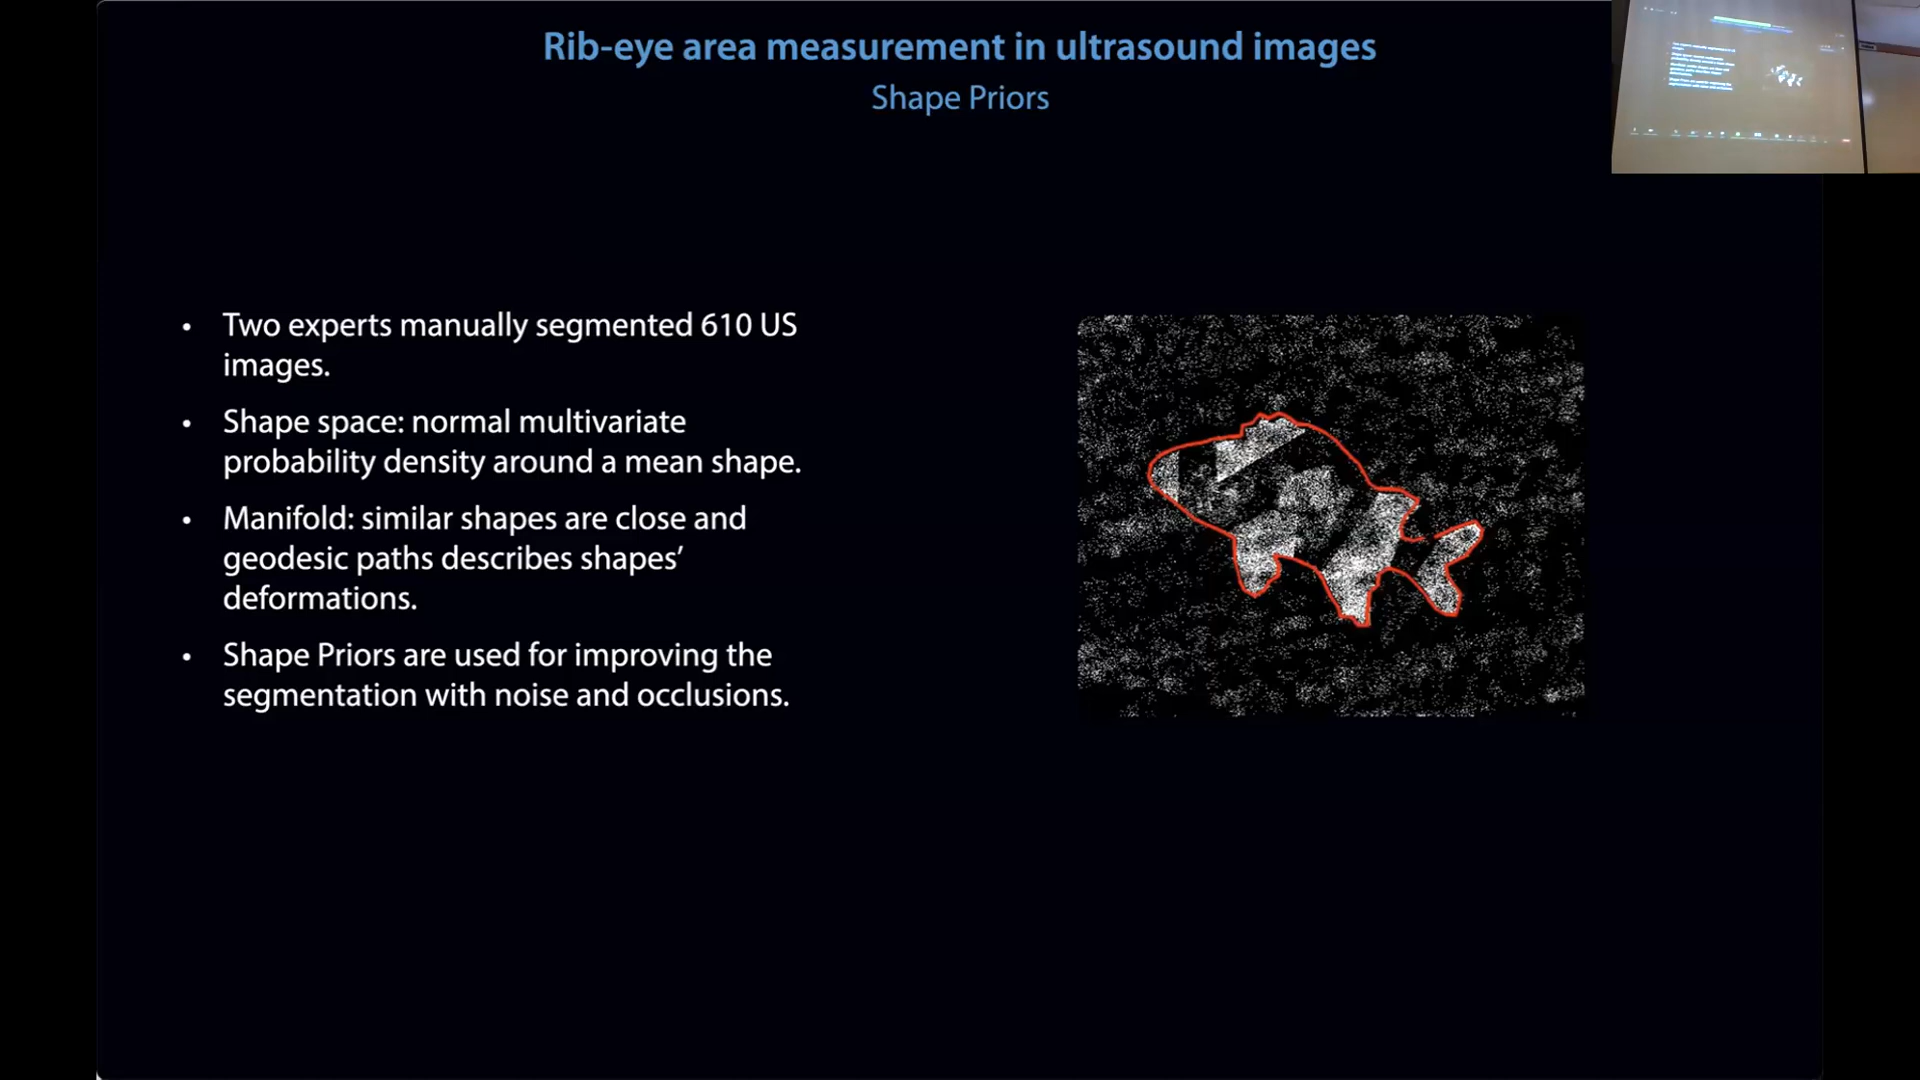 Rib-eye area measurement in ultrasound images
Shape Priors
• Two experts manually segmented 610 US
images.
• Shape space: normal multivariate
probability density around a mean shape.
• Manifold: similar shapes are close and
geodesic paths describes shapes’
deformations.
• Shape Priors are used for improving the
segmentation with noise and occlusions.